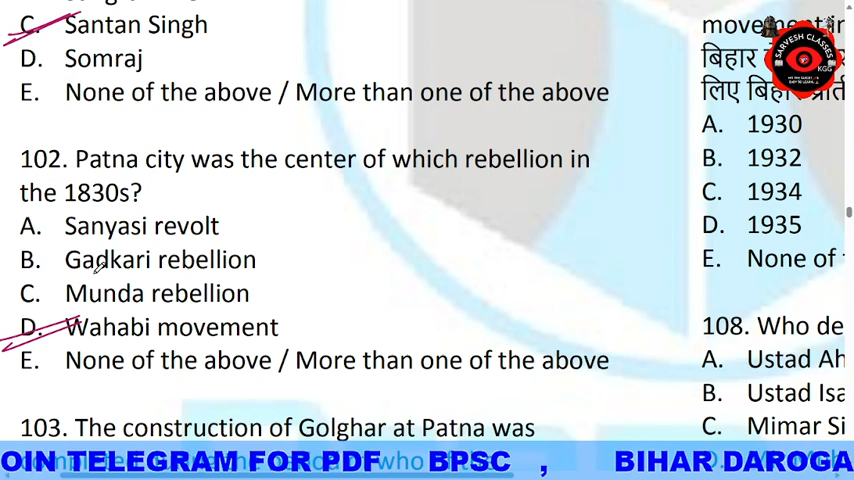 C. Santan Singh
D. Somraj
E. None of the above / More than one of the above
102. Patna city was the center of which rebellion in
the 1830s?
A. Sanyasi revolt
B. Gadkari rebellion
C. Munda rebellion
D. Wahabi movement
E. None of the above / More than one of the above
103. The construction of Golghar at Patna was
movement in
बिहार
लिए बिहार
A. 1930
B. 1932
C. 1934
D. 1935
E. None of
108. Who de
A. Ustad Ah
B. Ustad Isa
C. Mimar Si
SARVESH CLASSES
KGG
OIN TELEGRAM FOR PDF BPSC , BIHAR DAROGA